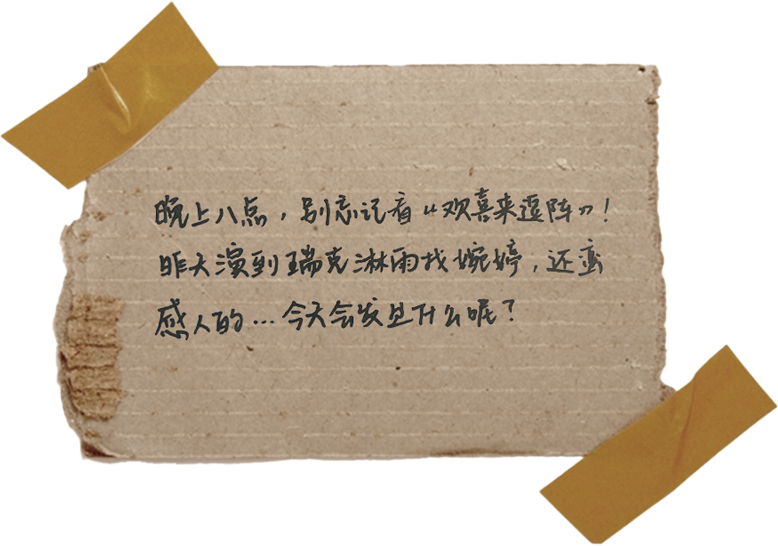 晚上八点，别忘记看《欢喜来逗阵》！
昨天演到瑞克淋雨找婉婷，还蛮
感人的…今天会发生什么呢？